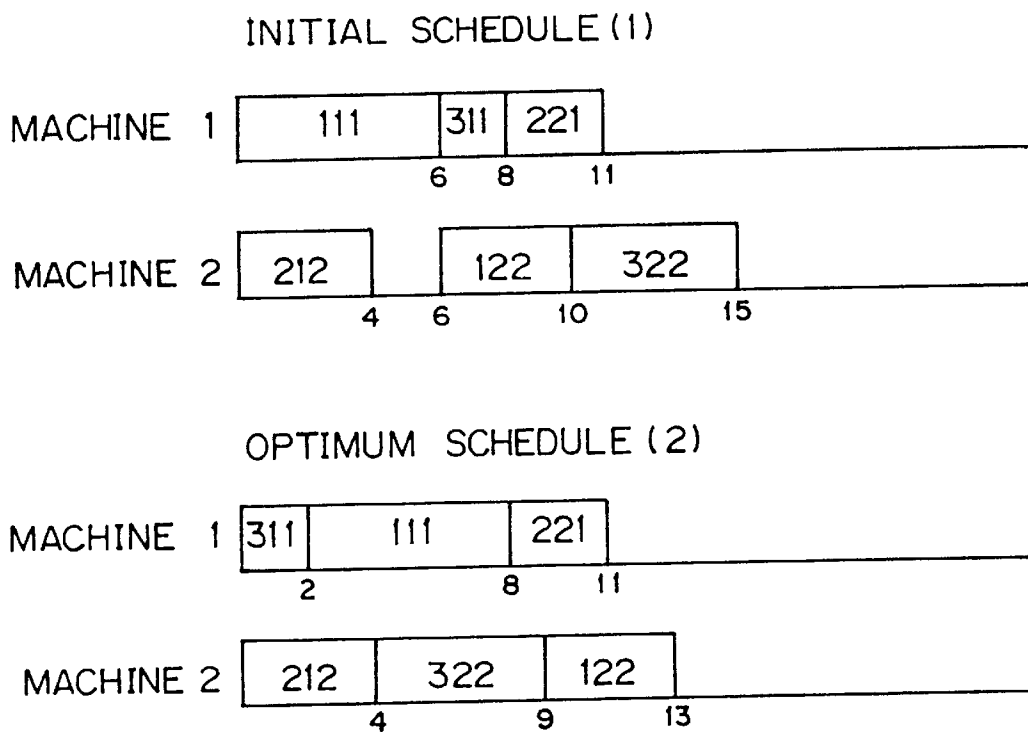 INITIAL SCHEDULE (1)
MACHINE 1 111 311 221
6 8 11
MACHINE 2 212 122 322
4 6 10 15
OPTIMUM SCHEDULE (2)
MACHINE 1 311 111 221
2 8 11
MACHINE 2 212 322 122
4 9 13